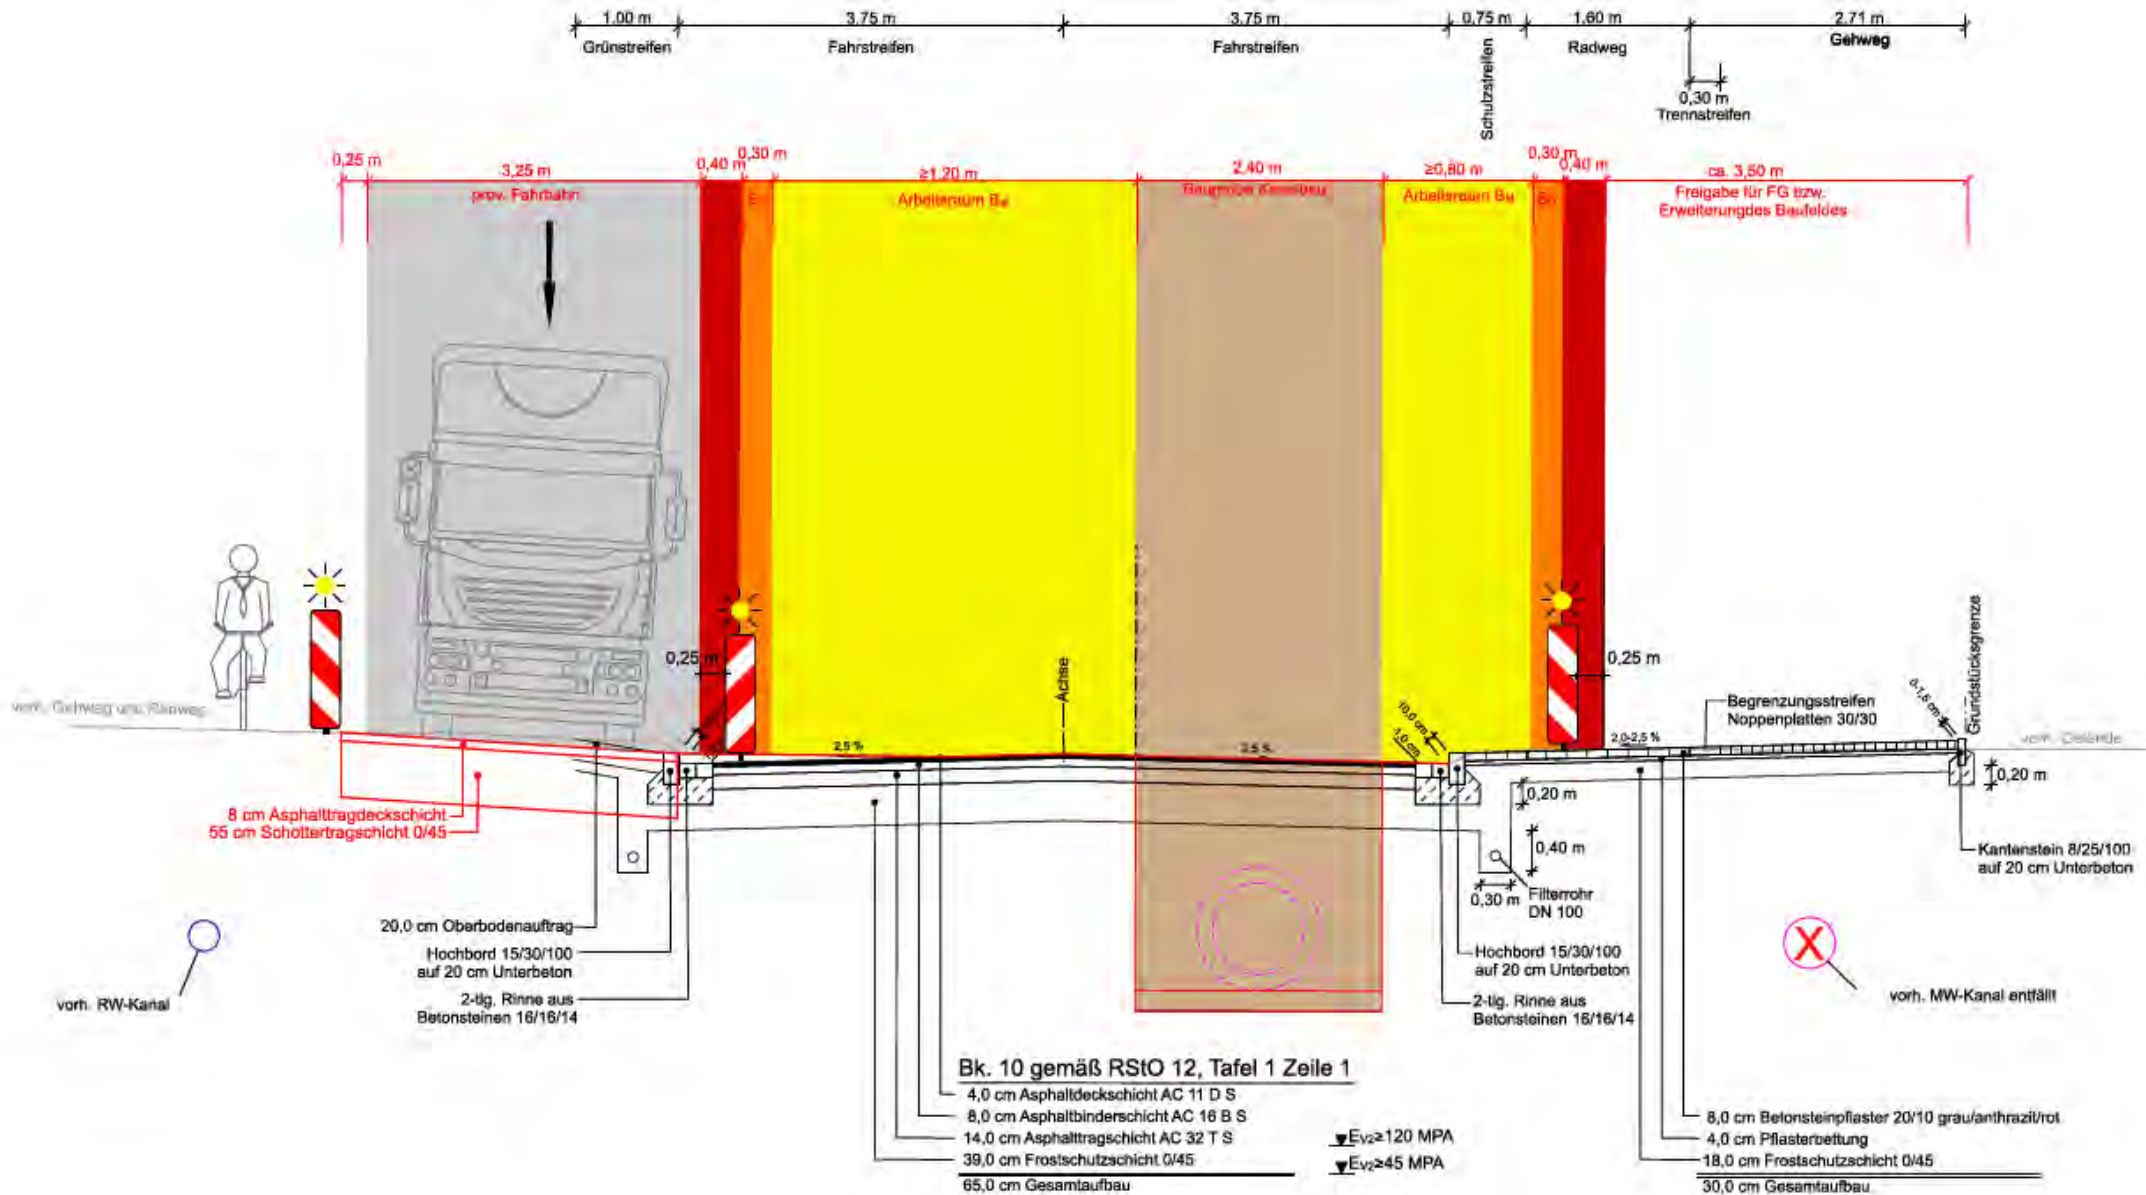 1.00 m
3.75 m
3.75 m
0,75 m
1.60 m
2.71 m
Grünstreifen
Fahrstreifen
Fahrstreifen
Schutzstreifen
Radweg
Gehweg
0,30 m
Trennstreifen
0,25 m
3,25 m
0,40 m
0,30 m
≥1.20 m
2,40 m
≥0,80 m
0,30 m
0,40 m
ca. 3,50 m
prov. Fahrbahn
Arbeitsraum
Baugrube Kanalbau
Arbeitsraum
Freigabe für FG bzw.
Erweiterungdes Baufeldes
0,25 m
Achse
0,25 m
Grundstücksgrenze
vorh. Gehweg und Radweg
2,5 %
2,5 %
10,0 cm
2,0-2,5 %
0-1,5 cm
Begrenzungsstreifen
Noppenplatten 30/30
vorh. Gelände
0,20 m
0,20 m
0,40 m
0,30 m
Filterrohr
DN 100
8 cm Asphalttragdeckschicht
55 cm Schottertragschicht 0/45
Kantenstein 8/25/100
auf 20 cm Unterbeton
20,0 cm Oberbodenauftrag
Hochbord 15/30/100
auf 20 cm Unterbeton
2-tlg. Rinne aus
Betonsteinen 16/16/14
Hochbord 15/30/100
auf 20 cm Unterbeton
2-tlg. Rinne aus
Betonsteinen 16/16/14
vorh. RW-Kanal
X
vorh. MW-Kanal entfällt
Bk. 10 gemäß RStO 12, Tafel 1 Zeile 1
4,0 cm Asphaltdeckschicht AC 11 D S
8,0 cm Asphaltbinderschicht AC 16 B S
14,0 cm Asphalttragschicht AC 32 T S
39,0 cm Frostschutzschicht 0/45
65,0 cm Gesamtaufbau
Ev2≥120 MPA
Ev2≥45 MPA
8,0 cm Betonsteinpflaster 20/10 grau/anthrazit/rot
4,0 cm Pflasterbettung
18,0 cm Frostschutzschicht 0/45
30,0 cm Gesamtaufbau